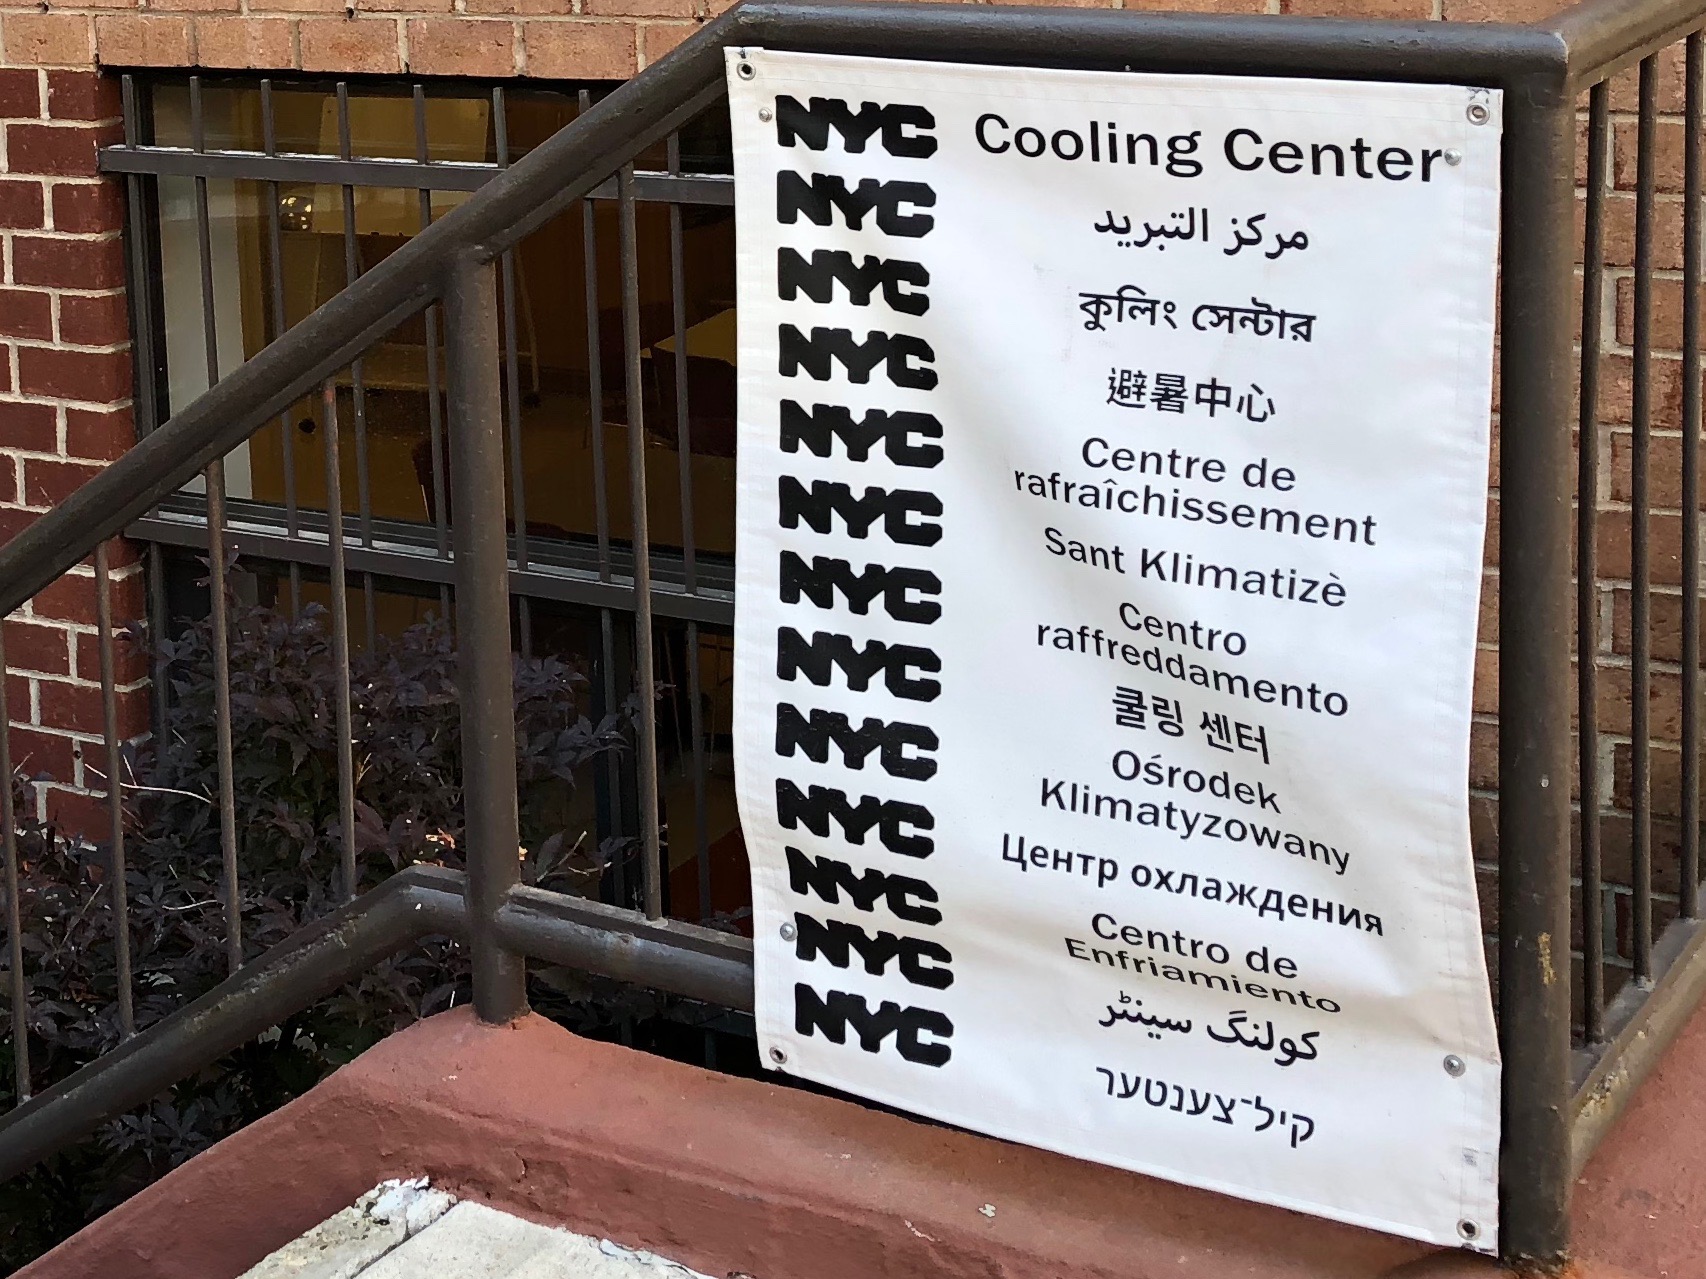 NYC Cooling Center
NYC مركز التبريد
NYC কুলিং সেন্টার
NYC 避暑中心
NYC Centre de
rafraîchissement
NYC Sant Klimatizè
NYC Centro
raffreddamento
NYC 쿨링 센터
NYC Ośrodek
Klimatyzowany
NYC Центр охлаждения
NYC Centro de
Enfriamiento
NYC کولنگ سینٹر
NYC קיל־צענטער
NYC
NYC